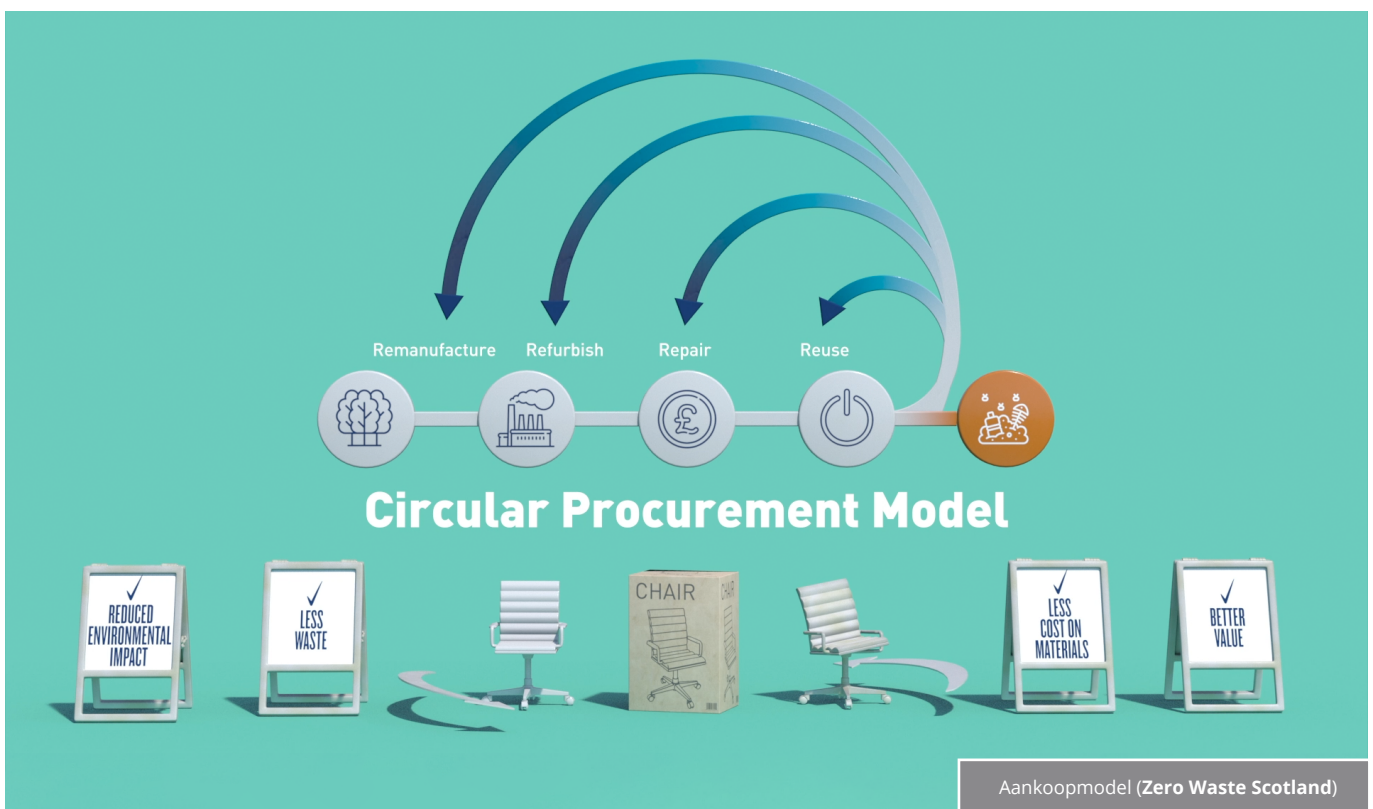 Remanufacture Refurbish Repair Reuse
£
Circular Procurement Model
REDUCED
ENVIRONMENTAL
IMPACT
LESS
WASTE
CHAIR
CHAIR
LESS
COST ON
MATERIALS
BETTER
VALUE
Aankoopmodel (Zero Waste Scotland)